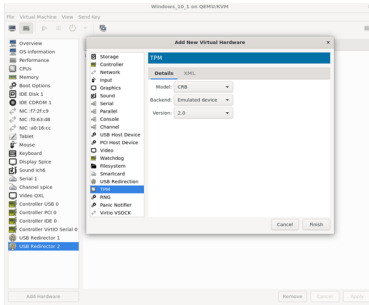 Windows_10_1 on QEMU/KVM
File Virtual Machine View Send Key
Overview
OS information
Performance
CPUs
Memory
Boot Options
IDE Disk 1
IDE CDROM 1
NIC :f7:2f:c9
NIC :f0:63:d8
NIC :a0:16:cc
Tablet
Mouse
Keyboard
Display Spice
Sound ich6
Serial 1
Channel spice
Video QXL
Controller USB 0
Controller PCI 0
Controller IDE 0
Controller VirtIO Serial 0
USB Redirector 1
USB Redirector 2
Add Hardware
Add New Virtual Hardware
Storage
Controller
Network
Input
Graphics
Sound
Serial
Parallel
Console
Channel
USB Host Device
PCI Host Device
Video
Watchdog
Filesystem
Smartcard
USB Redirection
TPM
RNG
Panic Notifier
Virtio VSOCK
TPM
Details XML
Model: CRB
Backend: Emulated device
Version: 2.0
Cancel Finish
Remove Cancel Apply